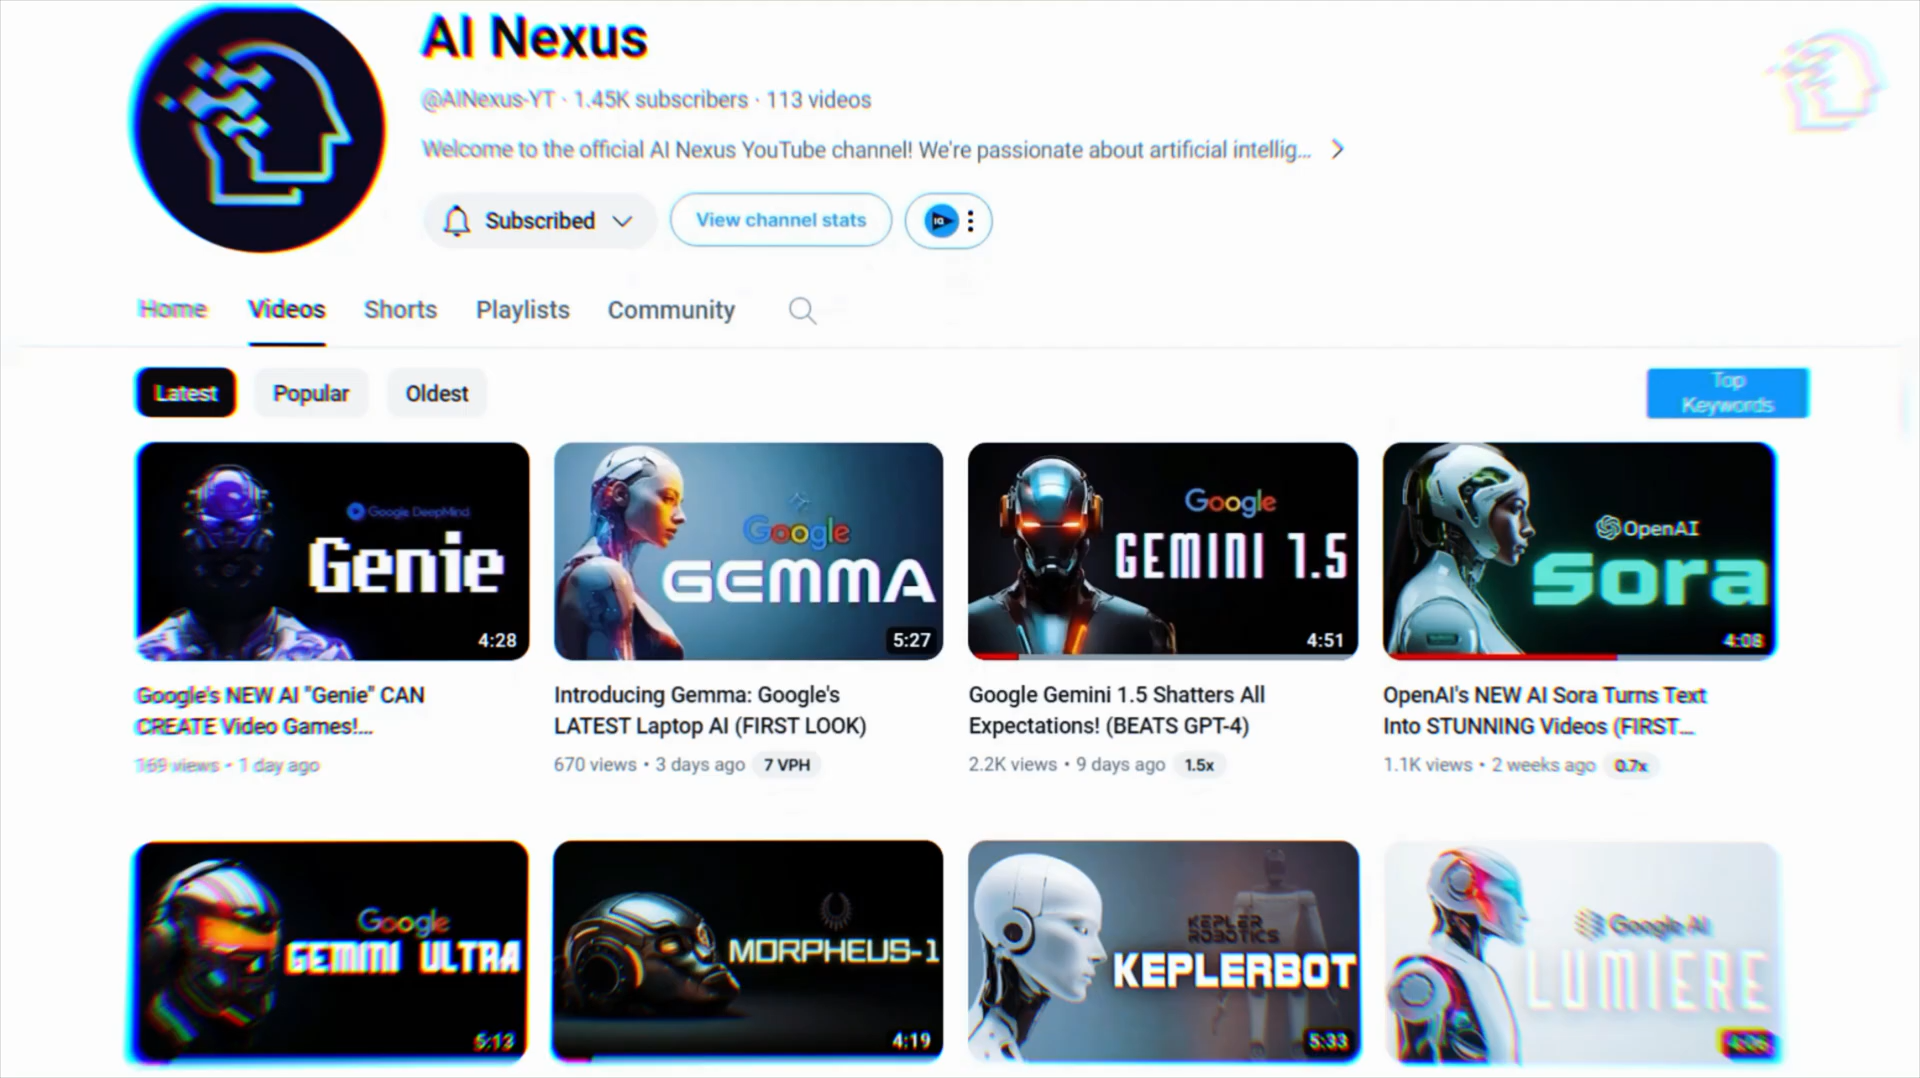 AI Nexus
@AINexus-YT · 1.45K subscribers · 113 videos
Welcome to the official AI Nexus YouTube channel! We're passionate about artificial intellig...
Subscribed
View channel stats
IQ
Home
Videos
Shorts
Playlists
Community
Latest
Popular
Oldest
Top
Keywords
Google DeepMind
Genie
4:28
Google
GEMMA
5:27
Google
GEMINI 1.5
4:51
OpenAI
Sora
4:08
Google's NEW AI "Genie" CAN
CREATE Video Games!...
169 views • 1 day ago
Introducing Gemma: Google's
LATEST Laptop AI (FIRST LOOK)
670 views • 3 days ago
7 VPH
Google Gemini 1.5 Shatters All
Expectations! (BEATS GPT-4)
2.2K views • 9 days ago
1.5x
OpenAI's NEW AI Sora Turns Text
Into STUNNING Videos (FIRST...
1.1K views • 2 weeks ago
0.7x
Google
GEMINI ULTRA
5:13
MORPHEUS-1
4:19
KEPLER
ROBOTICS
KEPLERBOT
5:33
Google AI
LUMIERE